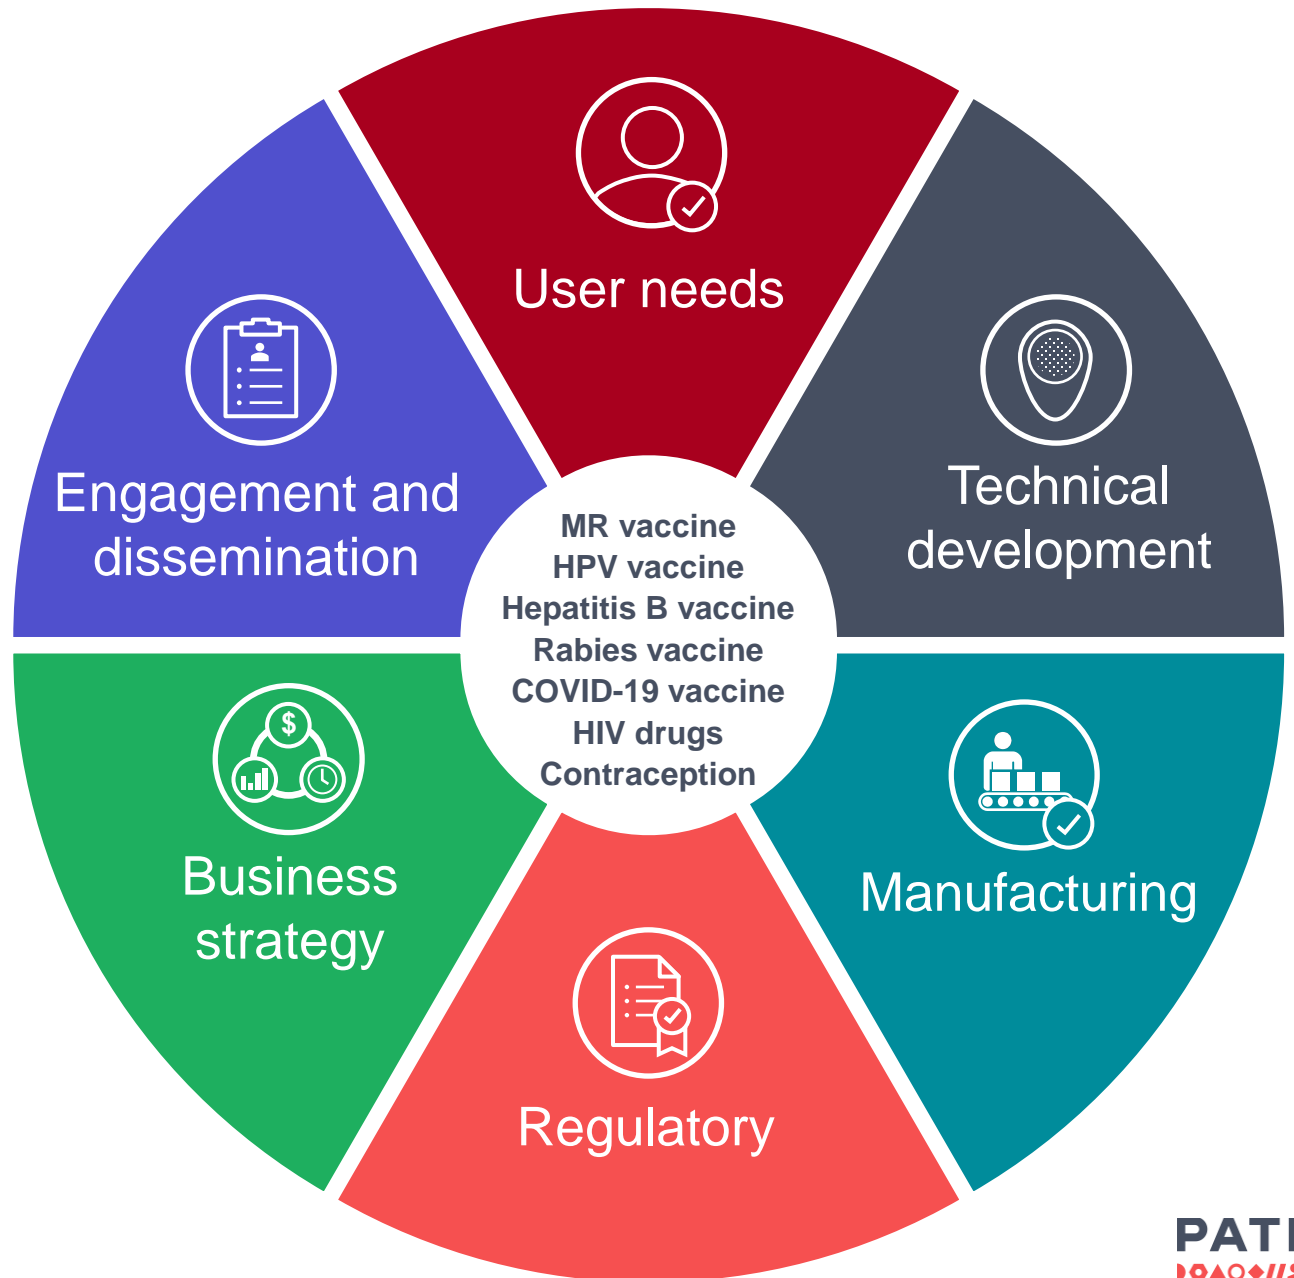 User needs
Engagement and
dissemination
Technical
development
MR vaccine
HPV vaccine
Hepatitis B vaccine
Rabies vaccine
COVID-19 vaccine
HIV drugs
Contraception
$
Business
strategy
Manufacturing
Regulatory